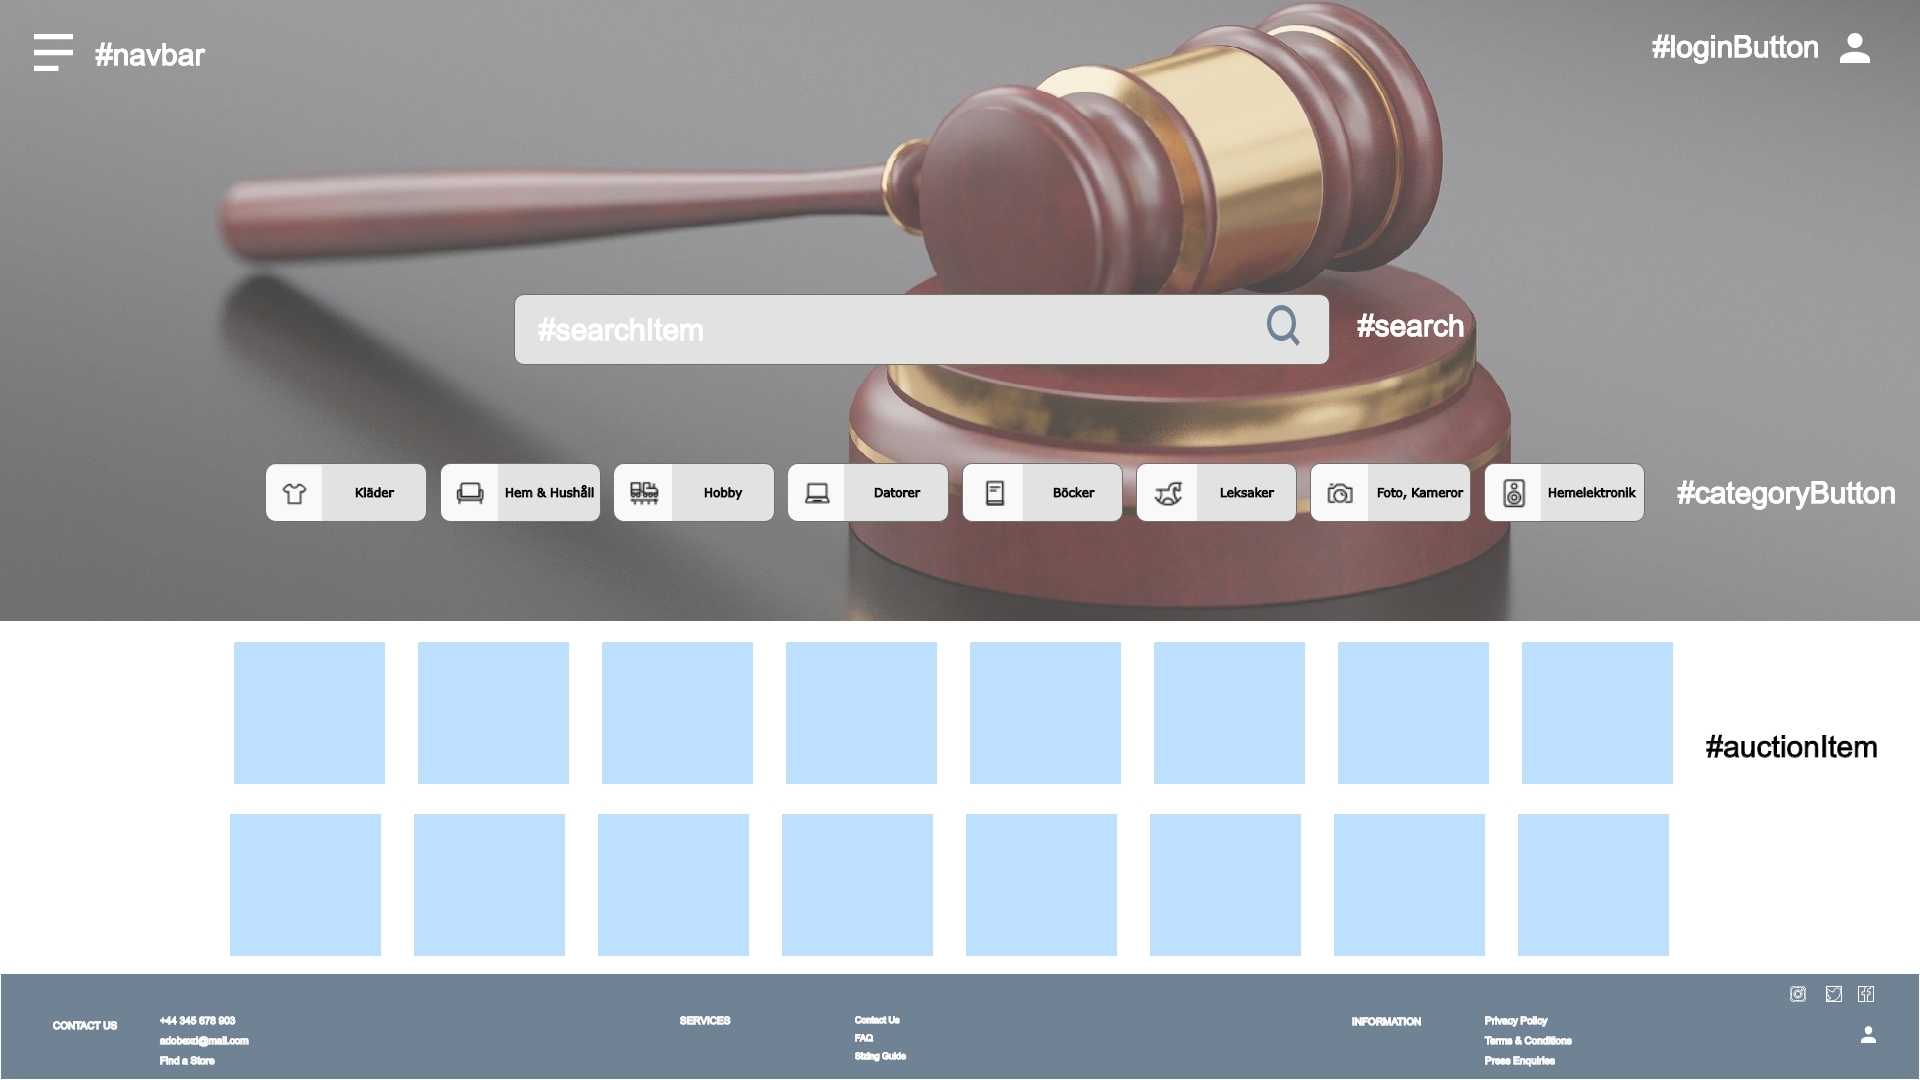 #navbar
#loginButton
#searchItem
#search
Kläder
Hem & Hushåll
Hobby
Datorer
Böcker
Leksaker
Foto, Kameror
Hemelektronik
#categoryButton
#auctionItem
CONTACT US
+44 345 678 903
adobexd@mail.com
Find a Store
SERVICES
Contact Us
FAQ
Sizing Guide
INFORMATION
Privacy Policy
Terms & Conditions
Press Enquiries